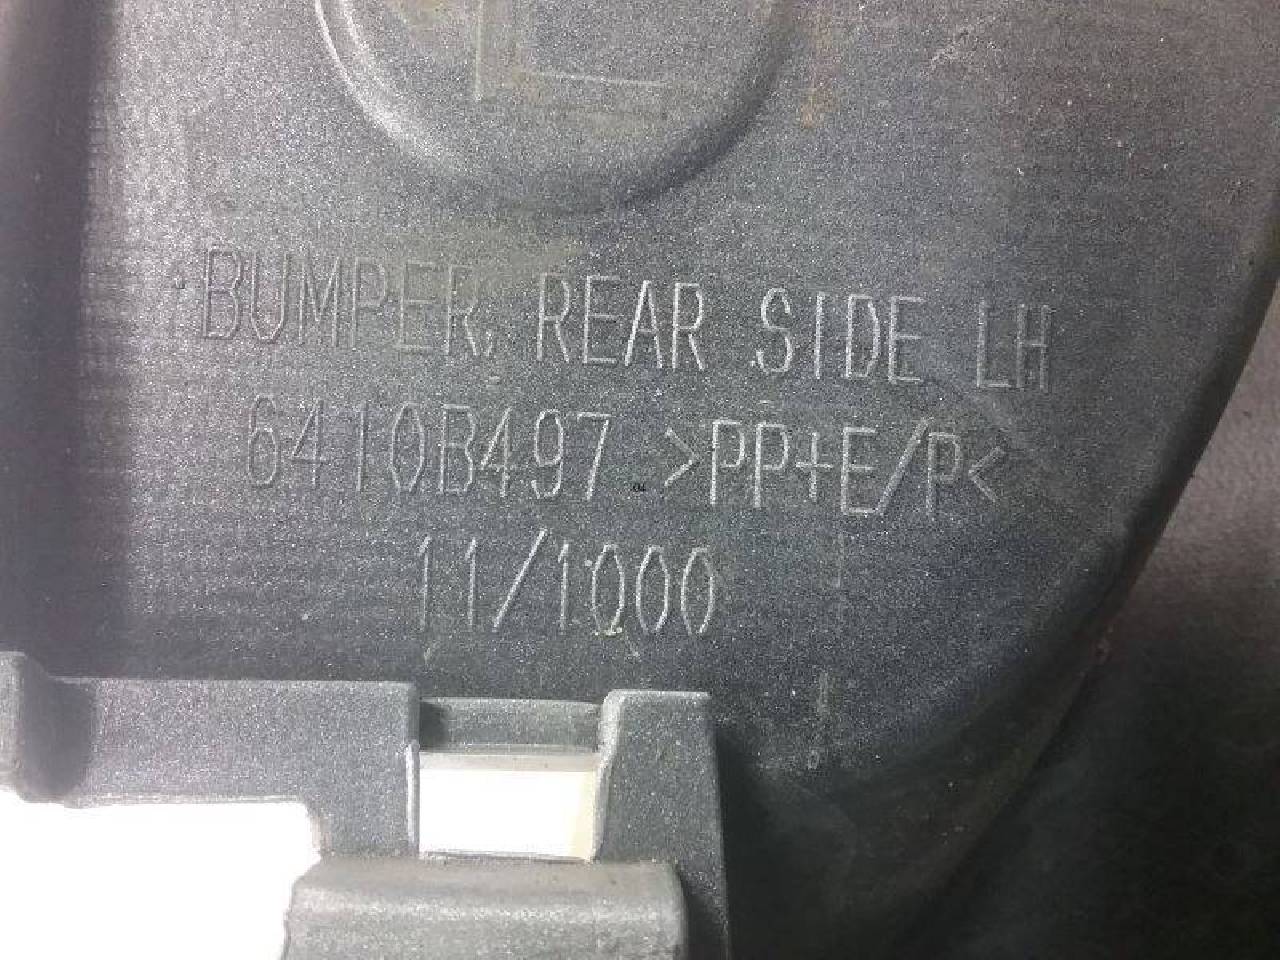 BUMPER, REAR SIDE LH
6410B497 >PP+E/P<
11/1000